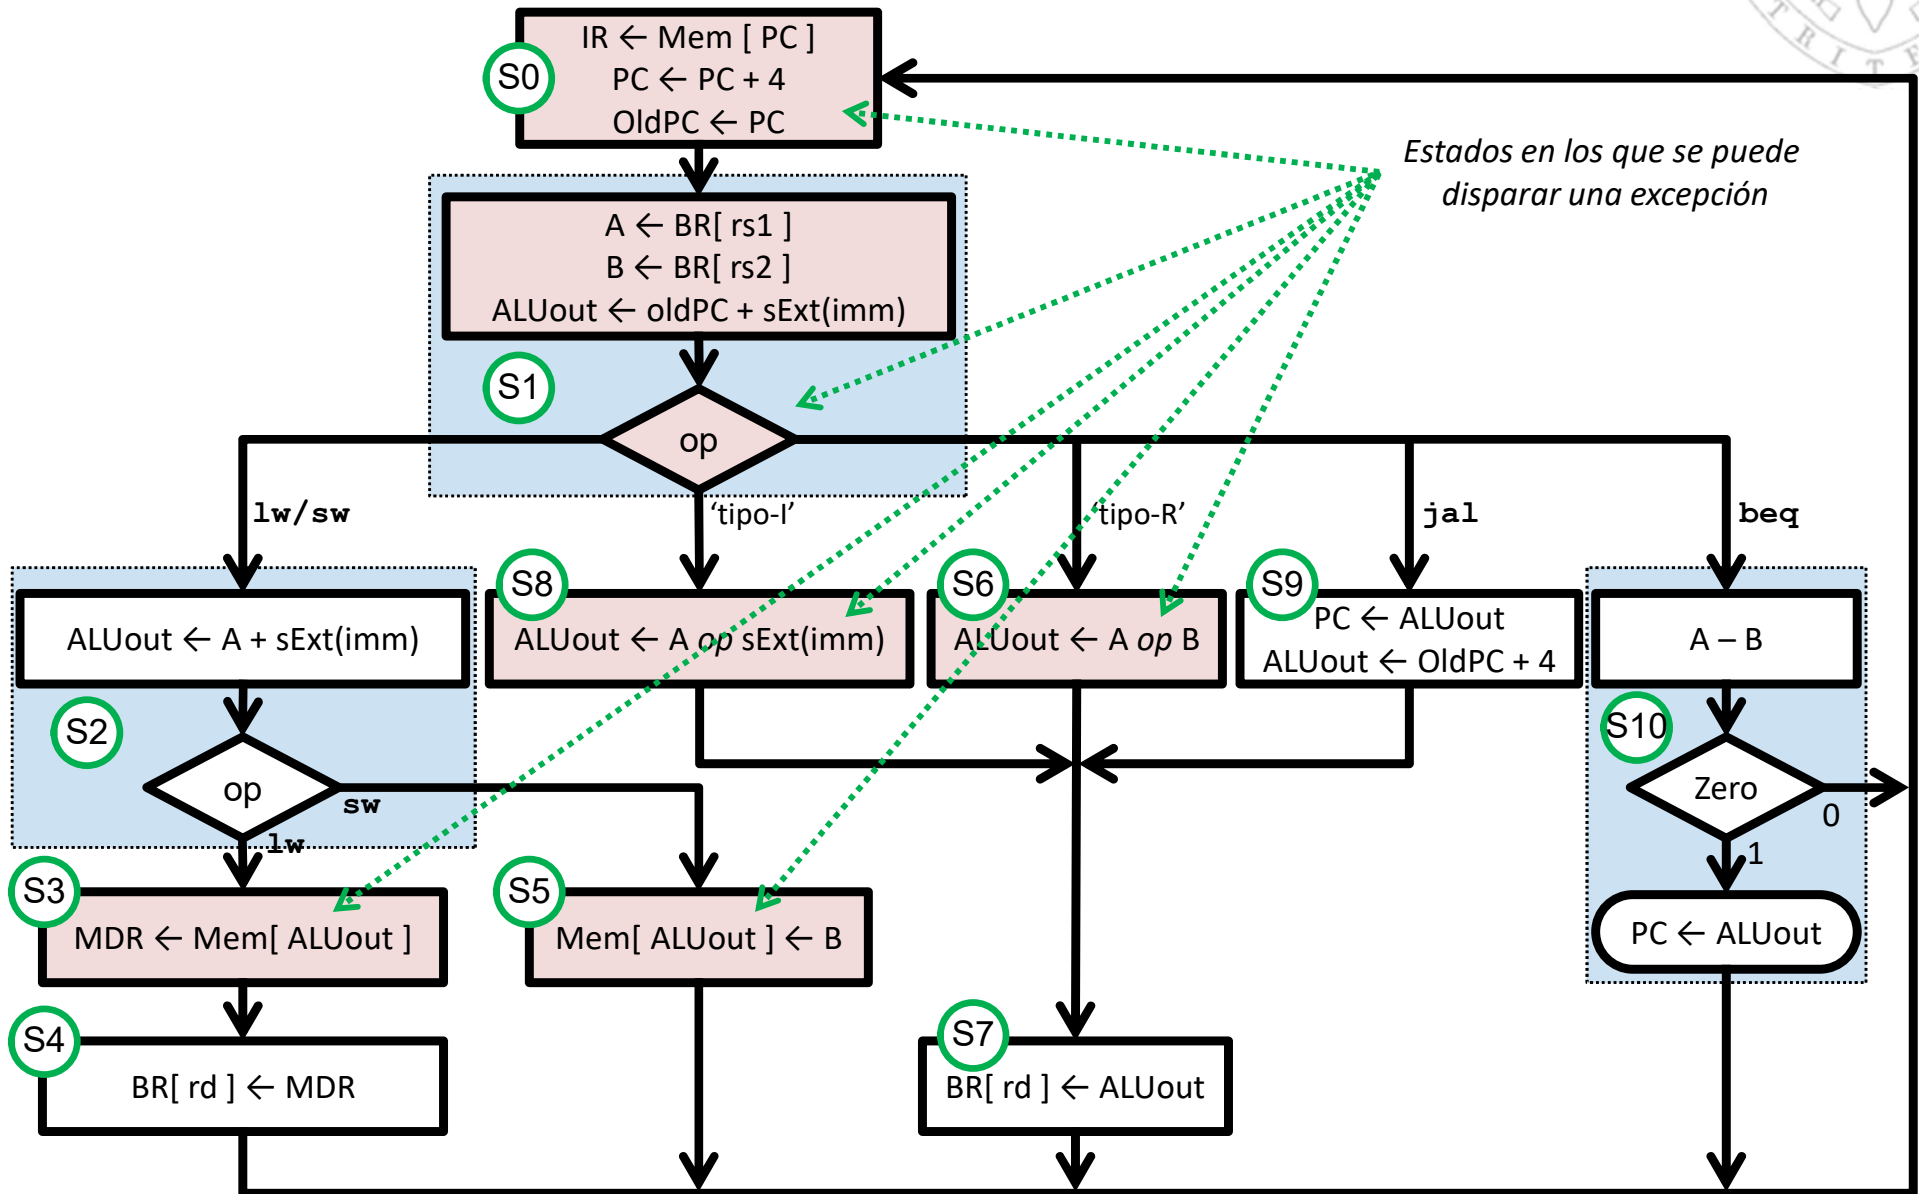 IR ← Mem [ PC ]
PC ← PC + 4
OldPC ← PC
S0
Estados en los que se puede
disparar una excepción
A ← BR[ rs1 ]
B ← BR[ rs2 ]
ALUout ← oldPC + sExt(imm)
S1
op
lw/sw
‘tipo-I’
‘tipo-R’
jal
beq
S8
S6
S9
ALUout ← A + sExt(imm)
ALUout ← A op sExt(imm)
ALUout ← A op B
PC ← ALUout
ALUout ← OldPC + 4
A – B
S2
S10
op
sw
lw
Zero
0
1
S3
S5
MDR ← Mem[ ALUout ]
Mem[ ALUout ] ← B
PC ← ALUout
S4
S7
BR[ rd ] ← MDR
BR[ rd ] ← ALUout